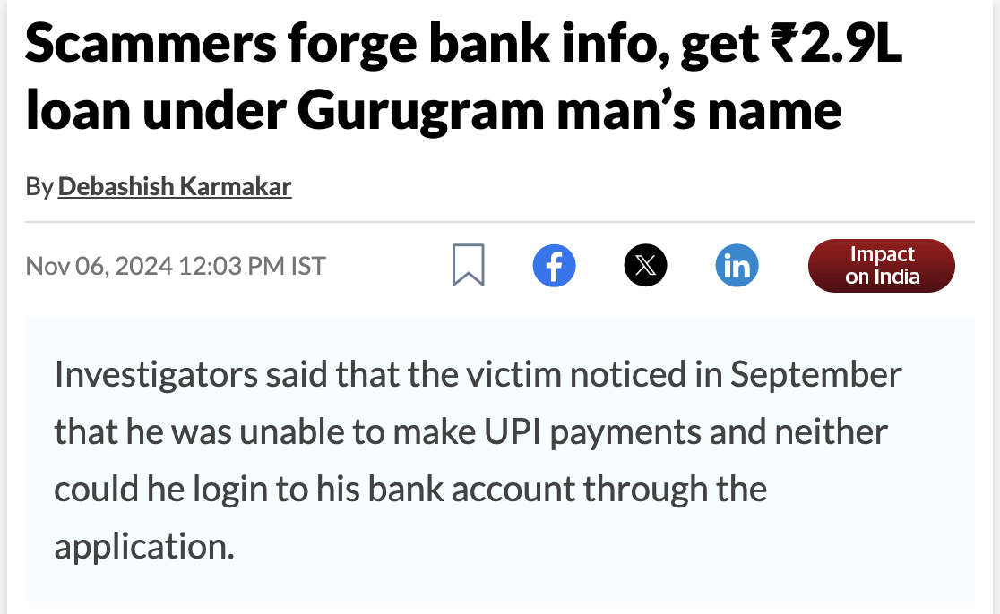 Scammers forge bank info, get ₹2.9L
loan under Gurugram man’s name
By Debashish Karmakar
Nov 06, 2024 12:03 PM IST
f
X
in
Impact
on India
Investigators said that the victim noticed in September
that he was unable to make UPI payments and neither
could he login to his bank account through the
application.